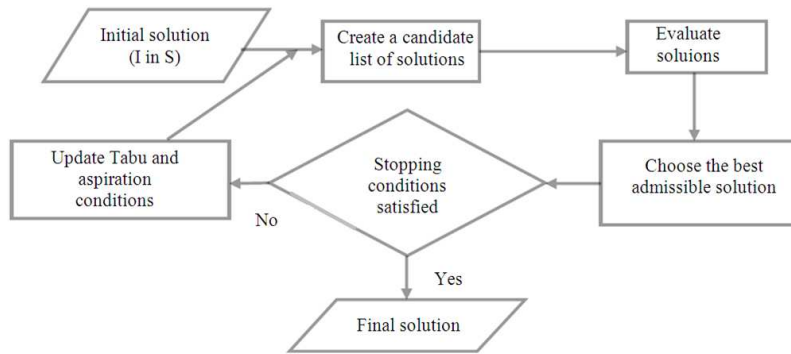 Initial solution
(I in S)
Create a candidate
list of solutions
Evaluate
soluions
Choose the best
admissible solution
Stopping
conditions
satisfied
Update Tabu and
aspiration
conditions
No
Yes
Final solution